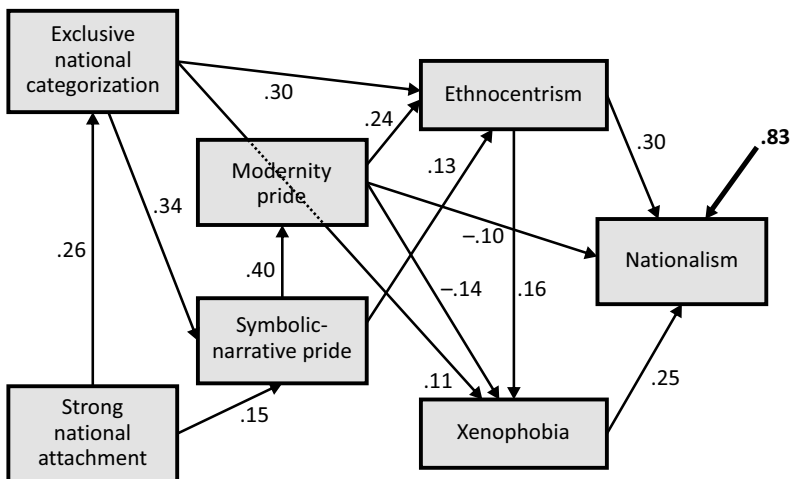 Exclusive
national
categorization
.30
Ethnocentrism
.24
.83
.30
Modernity
pride
.13
.34
–.10
Nationalism
.26
.40
–.14
.16
Symbolic-
narrative pride
.11
.25
Strong
national
attachment
.15
Xenophobia